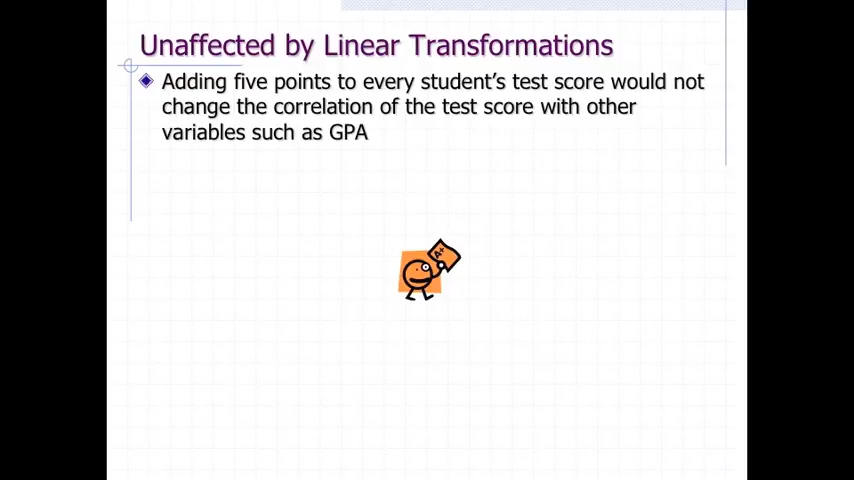 Unaffected by Linear Transformations
Adding five points to every student's test score would not
change the correlation of the test score with other
variables such as GPA
A+